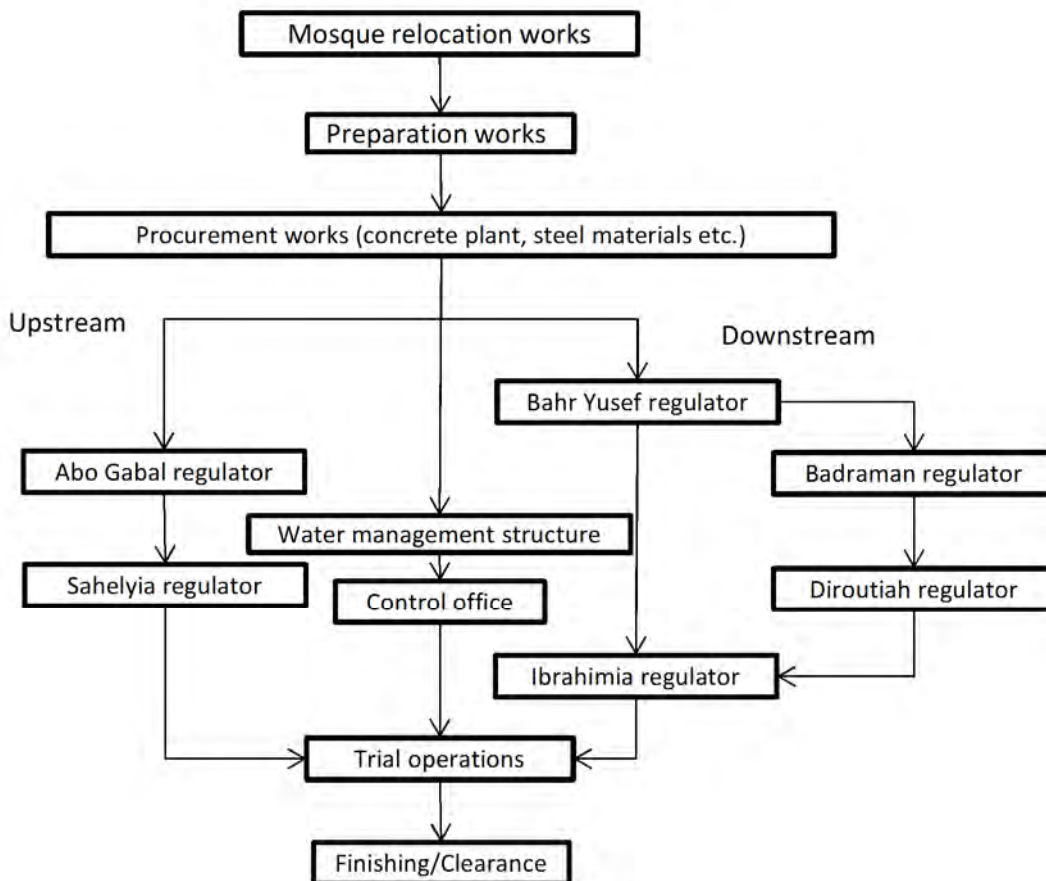 Mosque relocation works
Preparation works
Procurement works (concrete plant, steel materials etc.)
Upstream
Downstream
Bahr Yusef regulator
Abo Gabal regulator
Badraman regulator
Water management structure
Sahelyia regulator
Control office
Diroutiah regulator
Ibrahimia regulator
Trial operations
Finishing/Clearance